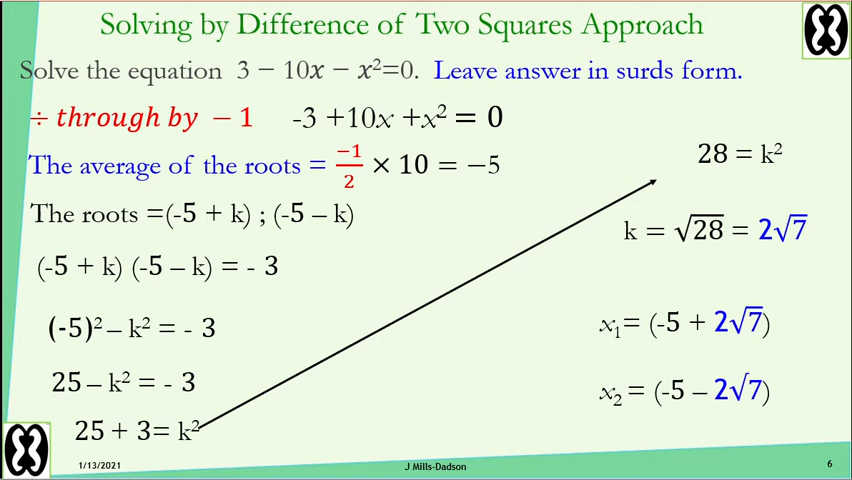 Solving by Difference of Two Squares Approach
Solve the equation 3 − 10x − x²=0. Leave answer in surds form.
÷ through by − 1 -3 +10x +x² = 0
The average of the roots = −1/2 × 10 = −5
The roots =(-5 + k) ; (-5 – k)
(-5 + k) (-5 – k) = - 3
(-5)² – k² = - 3
25 – k² = - 3
25 + 3= k²
28 = k²
k = √28 = 2√7
x₁= (-5 + 2√7)
x₂ = (-5 – 2√7)
1/13/2021
J Mills-Dadson
6